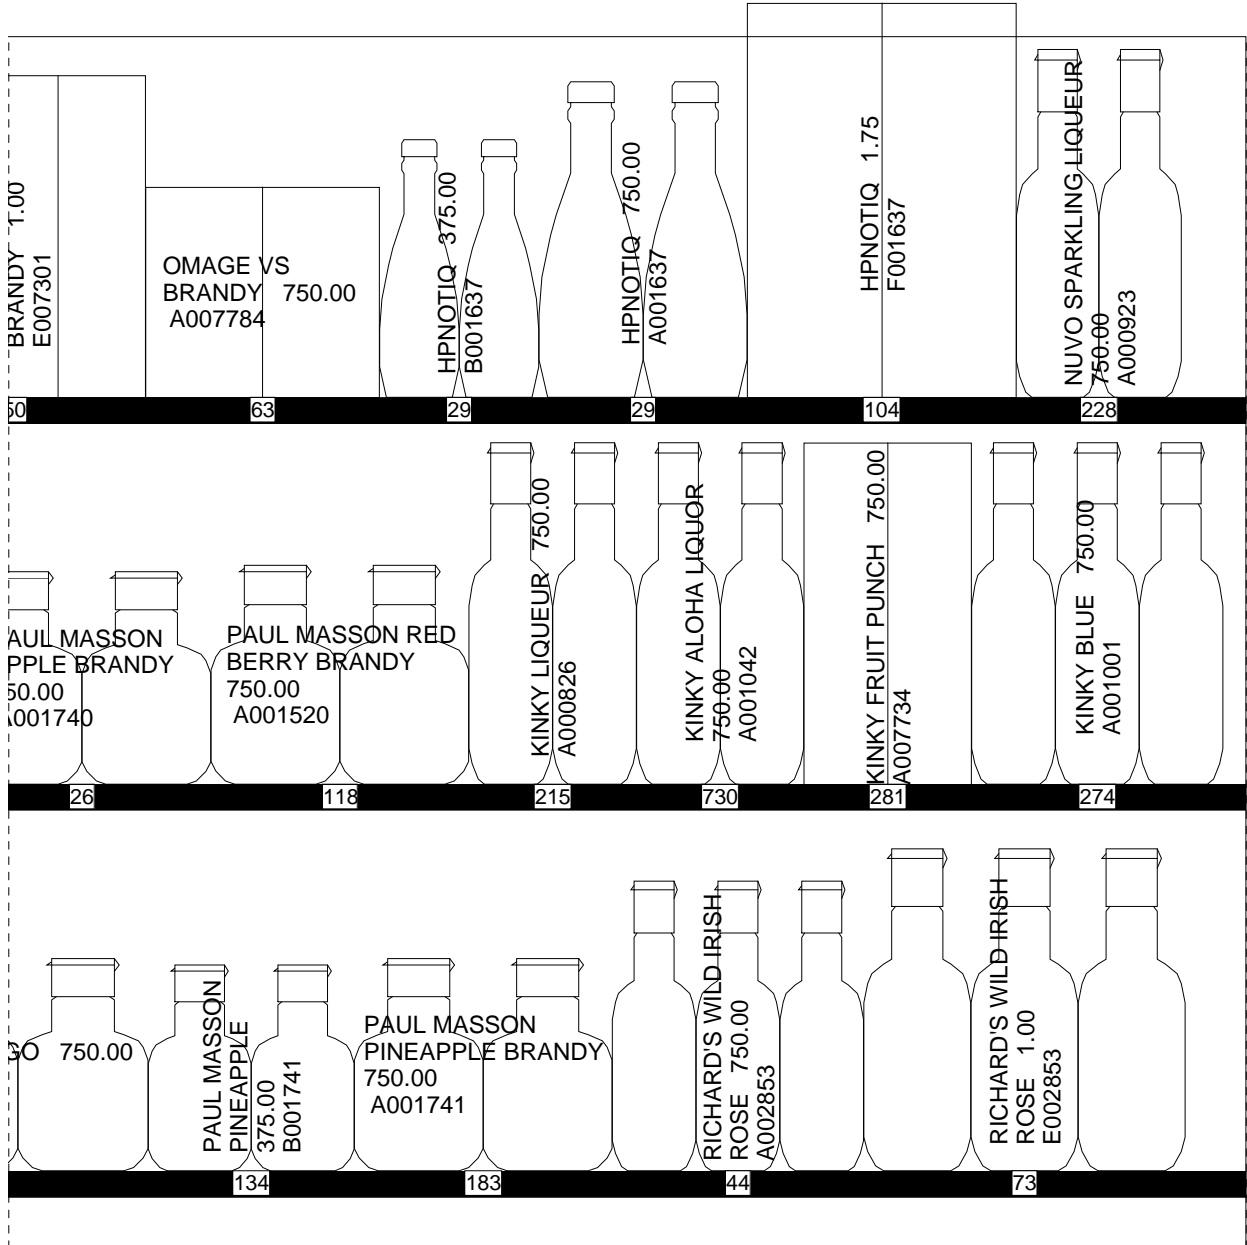 BRANDY 1.00
E007301
OMAGE VS
BRANDY 750.00
A007784
HPNOTIQ 375.00
B001637
HPNOTIQ 750.00
A001637
HPNOTIQ 1.75
F001637
NUVO SPARKLING LIQUEUR
750.00
A000923
50
63
29
29
104
228
AUL MASSON
PPLE BRANDY
50.00
A001740
PAUL MASSON RED
BERRY BRANDY
750.00
A001520
KINKY LIQUEUR 750.00
A000826
KINKY ALOHA LIQUOR
750.00
A001042
KINKY FRUIT PUNCH 750.00
A007734
KINKY BLUE 750.00
A001001
26
118
215
730
281
274
GO 750.00
PAUL MASSON
PINEAPPLE
375.00
B001741
PAUL MASSON
PINEAPPLE BRANDY
750.00
A001741
RICHARD'S WILD IRISH
ROSE 750.00
A002853
RICHARD'S WILD IRISH
ROSE 1.00
E002853
134
183
44
73